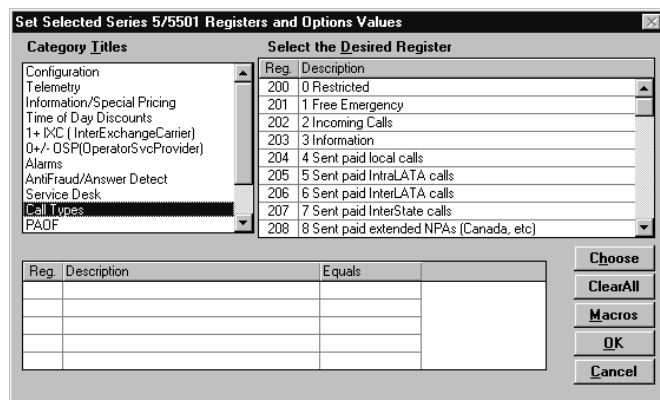 Set Selected Series 5/5501 Registers and Options Values
Category Titles
Configuration
Telemetry
Information/Special Pricing
Time of Day Discounts
1+ IXC ( InterExchangeCarrier)
0+/- OSP(OperatorSvcProvider)
Alarms
AntiFraud/Answer Detect
Service Desk
Call Types
PAOF
Select the Desired Register
Reg. Description
200 0 Restricted
201 1 Free Emergency
202 2 Incoming Calls
203 3 Information
204 4 Sent paid local calls
205 5 Sent paid IntraLATA calls
206 6 Sent paid InterLATA calls
207 7 Sent paid InterState calls
208 8 Sent paid extended NPAs (Canada, etc)
Reg. Description Equals
Choose
ClearAll
Macros
OK
Cancel